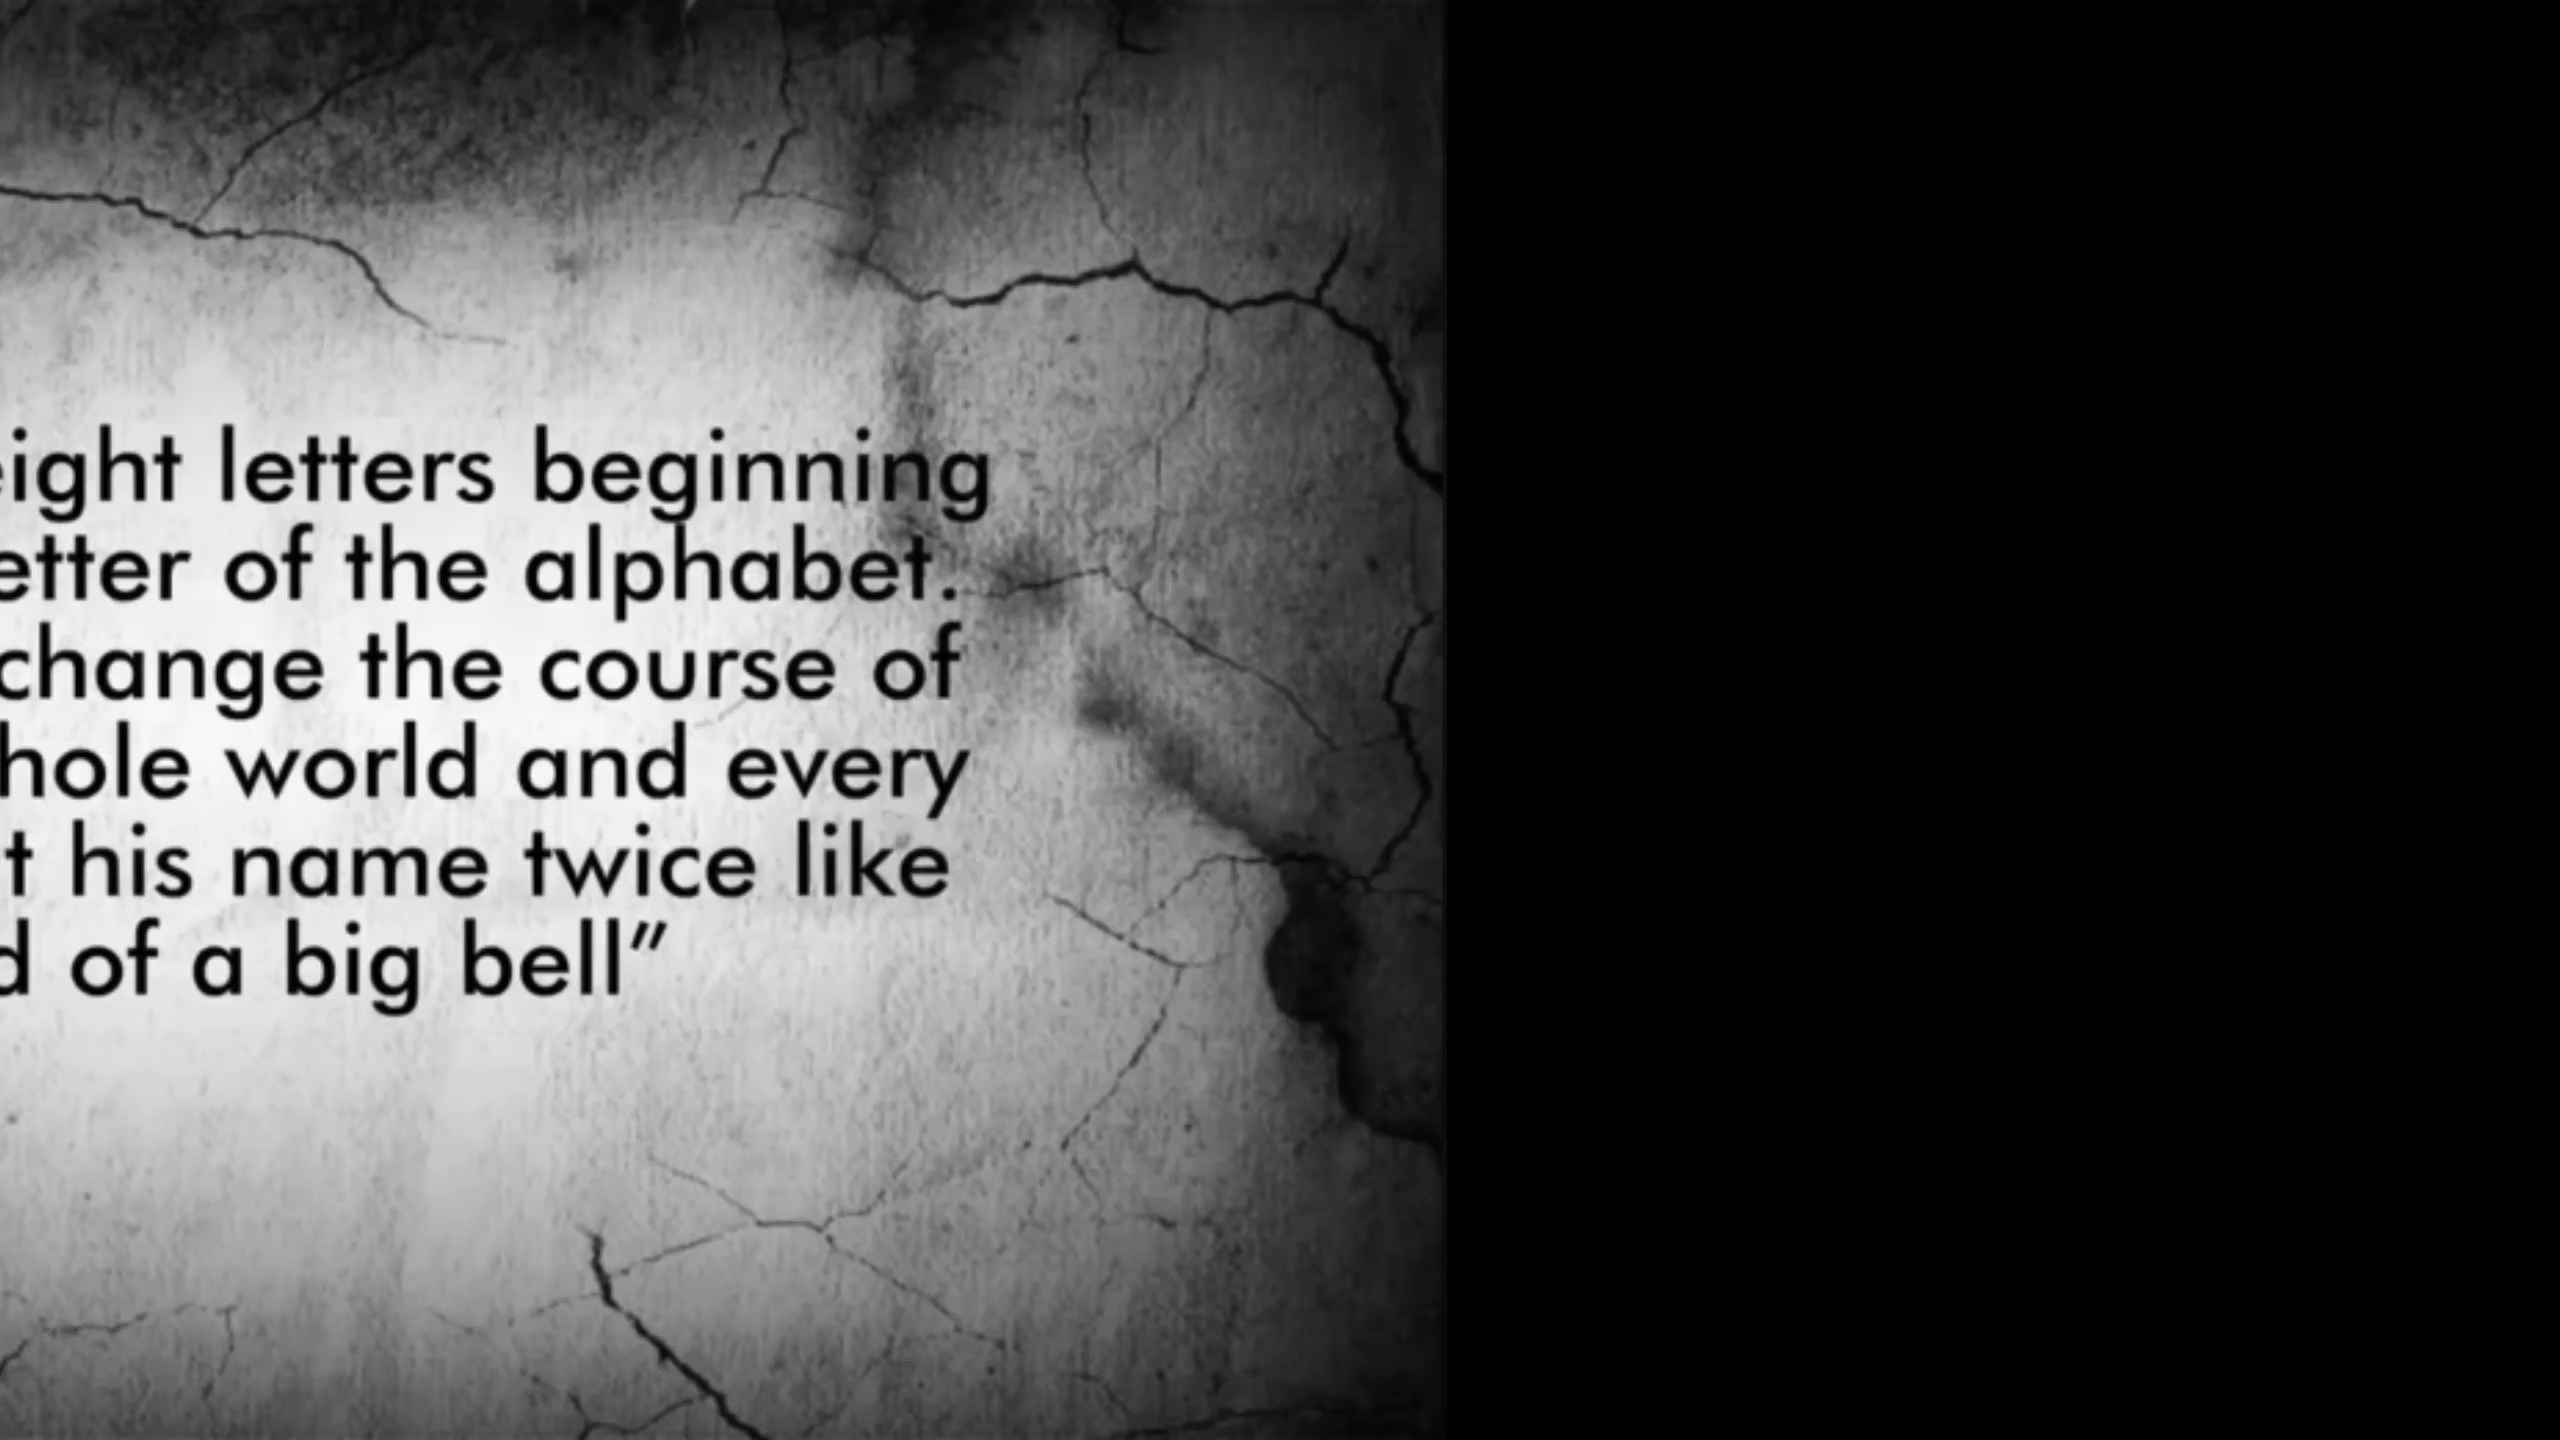 eight letters beginning
etter of the alphabet.
change the course of
hole world and every
t his name twice like
d of a big bell”